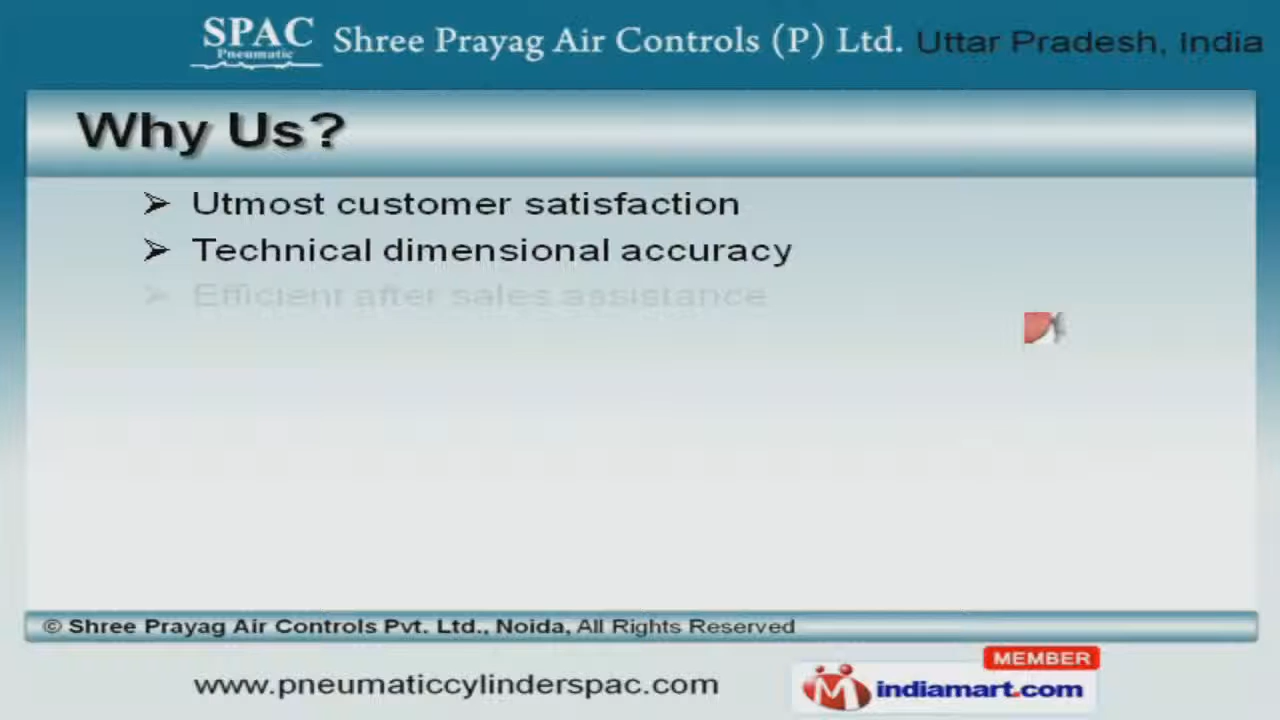 SPAC
Pneumatic
Shree Prayag Air Controls (P) Ltd. Uttar Pradesh, India
Why Us?
➢ Utmost customer satisfaction
➢ Technical dimensional accuracy
➢ Efficient after sales assistance
© Shree Prayag Air Controls Pvt. Ltd., Noida, All Rights Reserved
www.pneumaticcylinderspac.com
MEMBER
indiamart.com